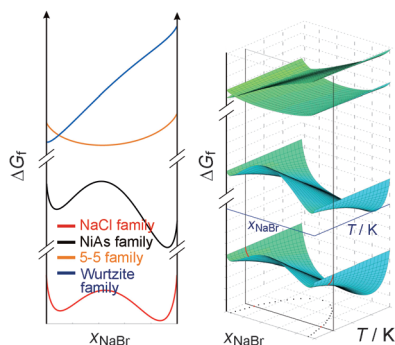 ΔGf
NaCl family
NiAs family
5-5 family
Wurtzite
family
xNaBr
ΔGf
xNaBr
T / K
xNaBr
T / K